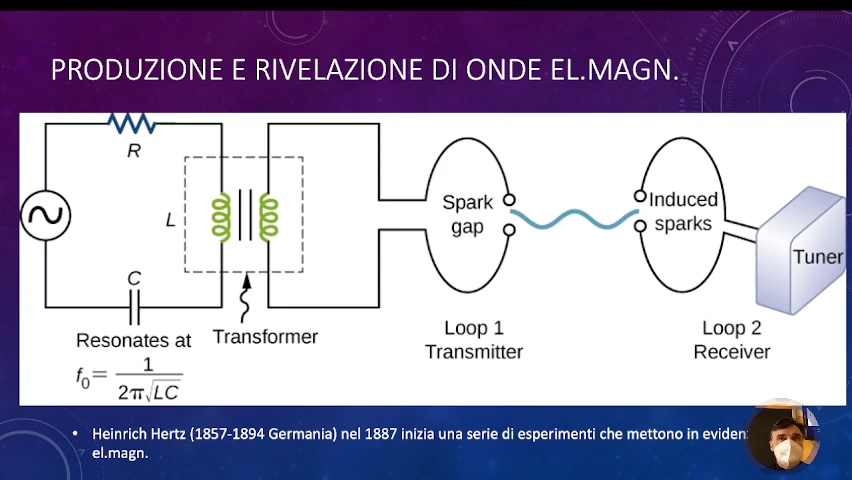 PRODUZIONE E RIVELAZIONE DI ONDE EL.MAGN.
R
L
C
Resonates at
f₀= 1
2π√LC
Transformer
Spark
gap
Induced
sparks
Tuner
Loop 1
Transmitter
Loop 2
Receiver
• Heinrich Hertz (1857-1894 Germania) nel 1887 inizia una serie di esperimenti che mettono in
el.magn.